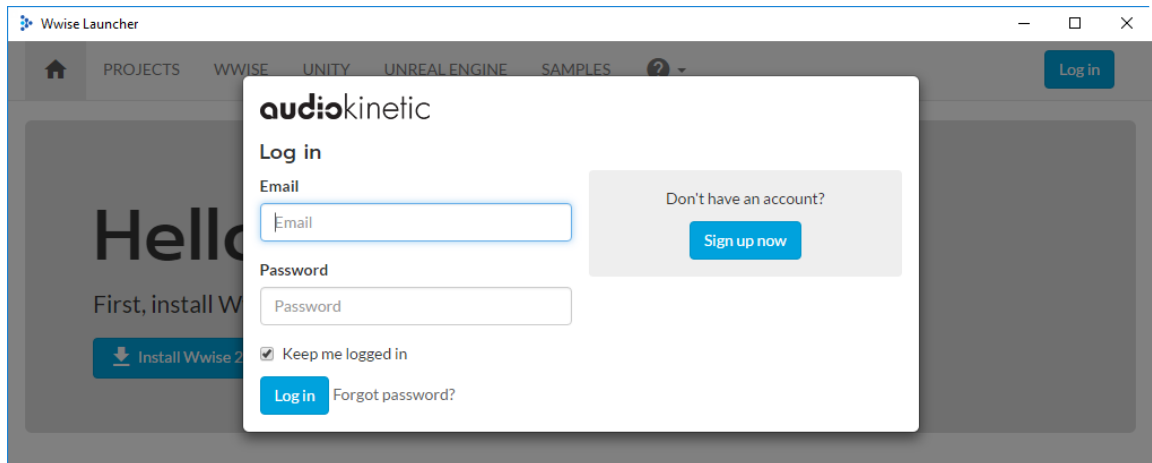 Wwise Launcher
PROJECTS WWISE UNITY UNREAL ENGINE SAMPLES ?
Log in
audiokinetic
Log in
Email
Email
Password
Password
Keep me logged in
Log in Forgot password?
Don't have an account?
Sign up now
Hello
First, install W
Install Wwise 2